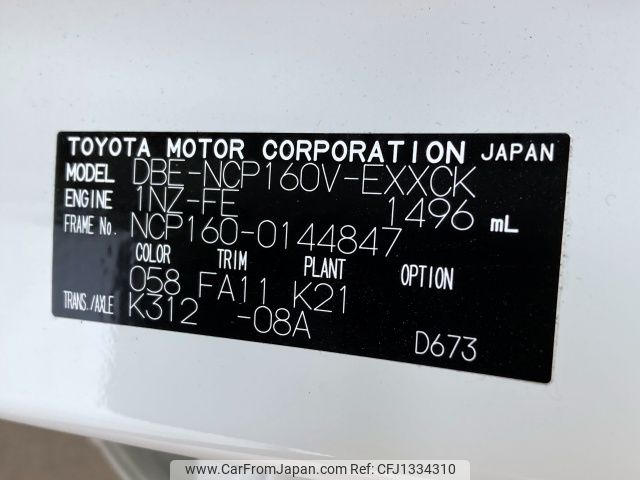 TOYOTA MOTOR CORPORATION JAPAN
MODEL DBE-NCP160V-EXXCK
ENGINE 1NZ-FE 1496 mL
FRAME No. NCP160-0144847
COLOR TRIM PLANT OPTION
058 FA11 K21
TRANS./AXLE K312 -08A
D673
www.CarFromJapan.com | CFJ1334310